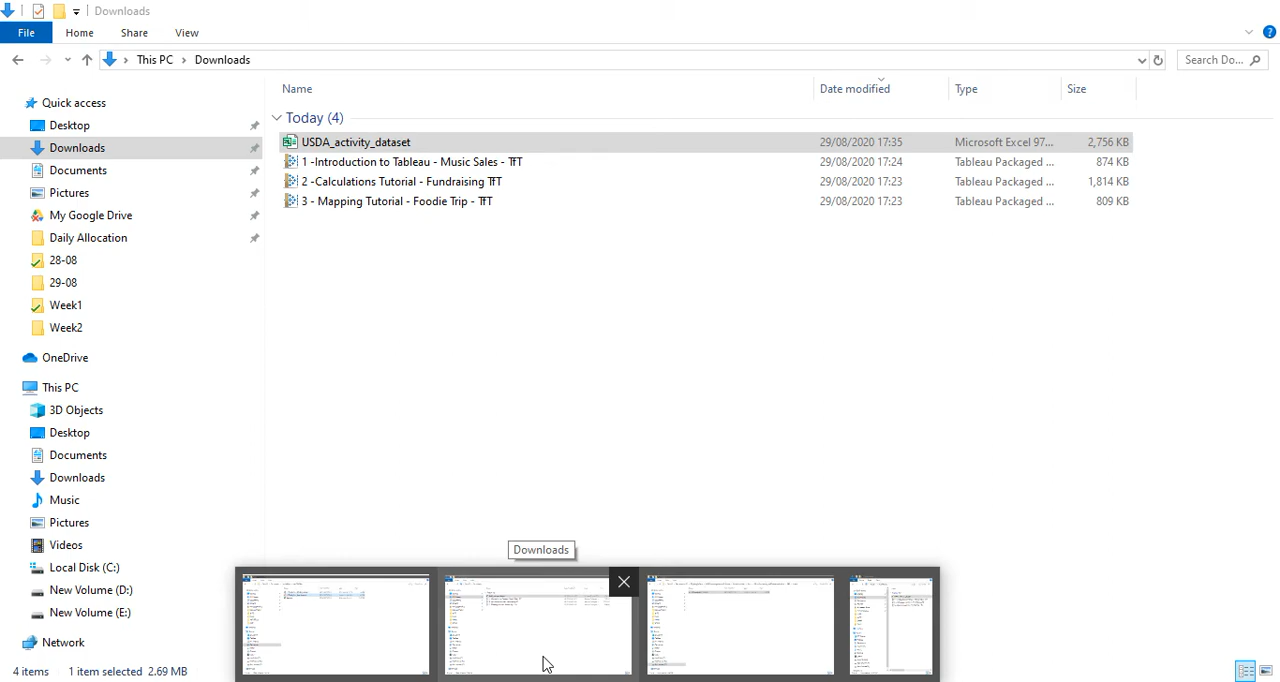 Downloads
File Home Share View
This PC Downloads Search Do...
Name Date modified Type Size
Quick access
Desktop
Downloads
Documents
Pictures
My Google Drive
Daily Allocation
28-08
29-08
Week1
Week2
OneDrive
This PC
3D Objects
Desktop
Documents
Downloads
Music
Pictures
Videos
Local Disk (C:)
New Volume (D:)
New Volume (E:)
Network
Today (4)
USDA_activity_dataset 29/08/2020 17:35 Microsoft Excel 97... 2,756 KB
1 -Introduction to Tableau - Music Sales - TfT 29/08/2020 17:24 Tableau Packaged ... 874 KB
2 -Calculations Tutorial - Fundraising TfT 29/08/2020 17:23 Tableau Packaged ... 1,814 KB
3 - Mapping Tutorial - Foodie Trip - TfT 29/08/2020 17:23 Tableau Packaged ... 809 KB
Downloads
4 items 1 item selected 2.69 MB